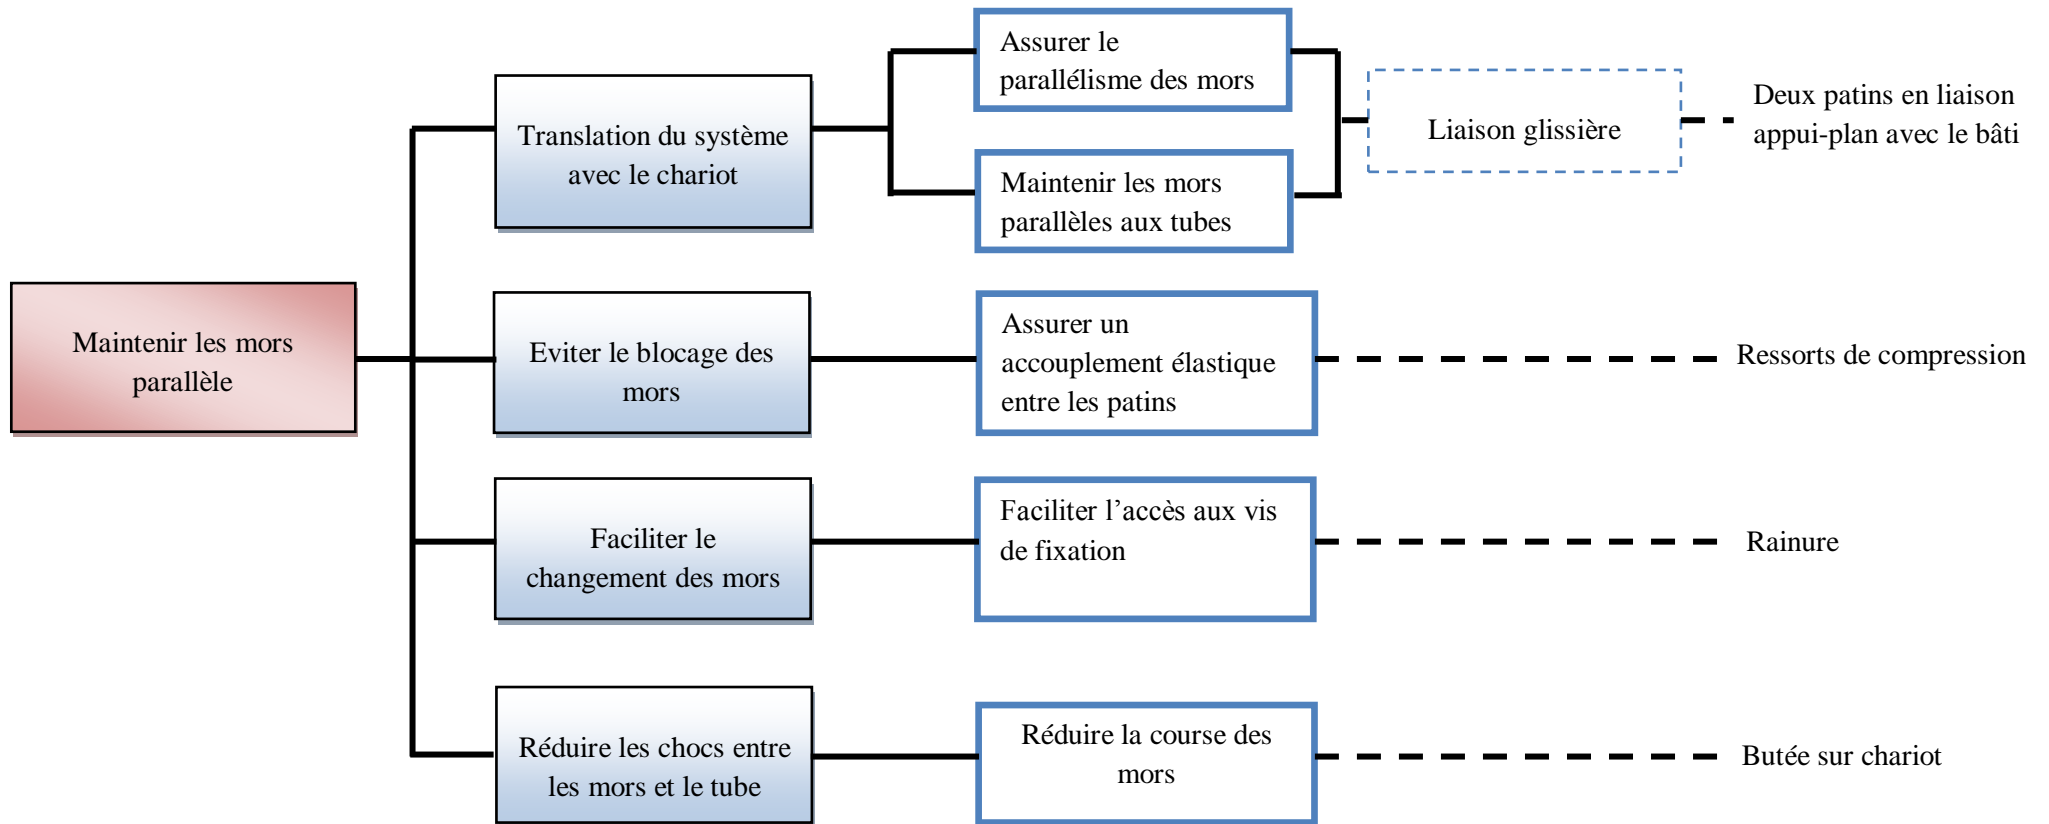 Maintenir les mors
parallèle
Translation du système
avec le chariot
Assurer le
parallélisme des mors
Maintenir les mors
parallèles aux tubes
Liaison glissière
Deux patins en liaison
appui-plan avec le bâti
Eviter le blocage des
mors
Assurer un
accouplement élastique
entre les patins
Ressorts de compression
Faciliter le
changement des mors
Faciliter l’accès aux vis
de fixation
Rainure
Réduire les chocs entre
les mors et le tube
Réduire la course des
mors
Butée sur chariot